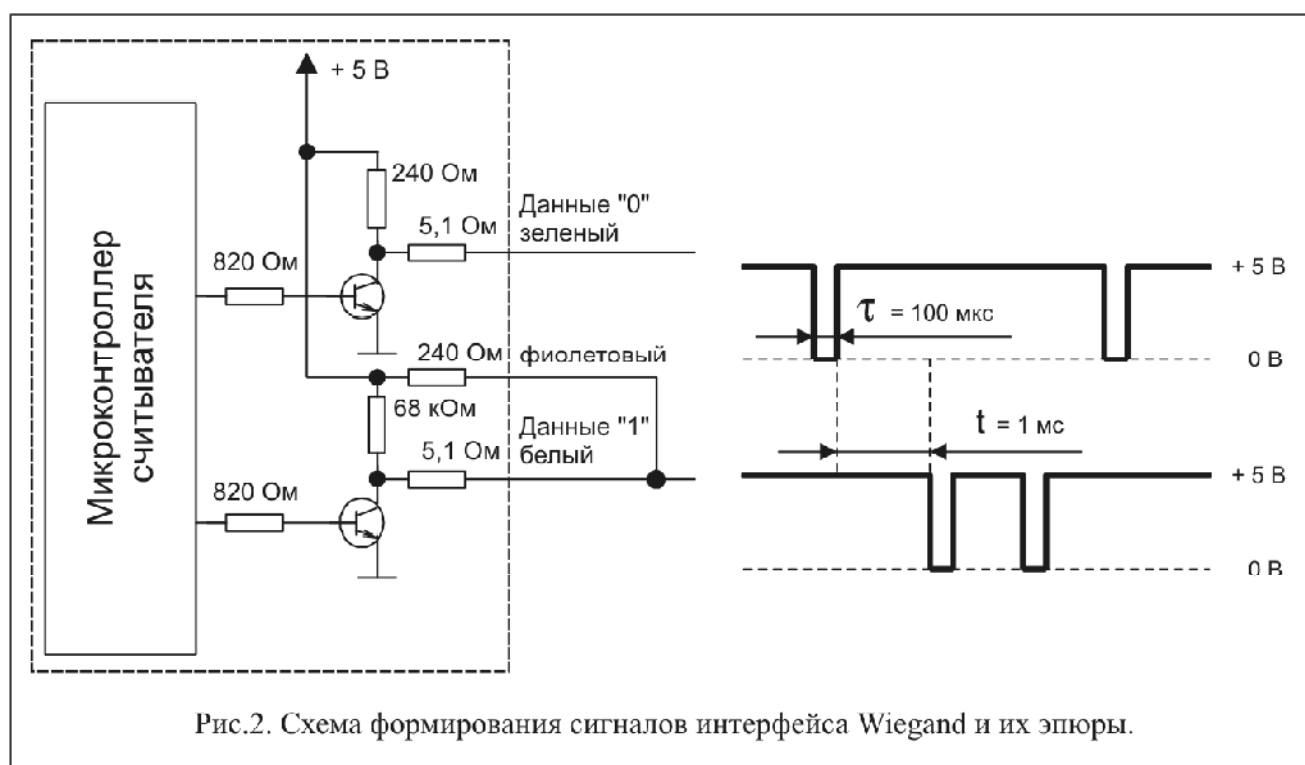 + 5 В
240 Ом
Данные "0"
зеленый
5,1 Ом
820 Ом
Микроконтроллер
считывателя
240 Ом
фиолетовый
68 кОм
Данные "1"
белый
5,1 Ом
820 Ом
+ 5 В
τ = 100 мкс
0 В
t = 1 мс
+ 5 В
0 В
Рис.2. Схема формирования сигналов интерфейса Wiegand и их эпюры.